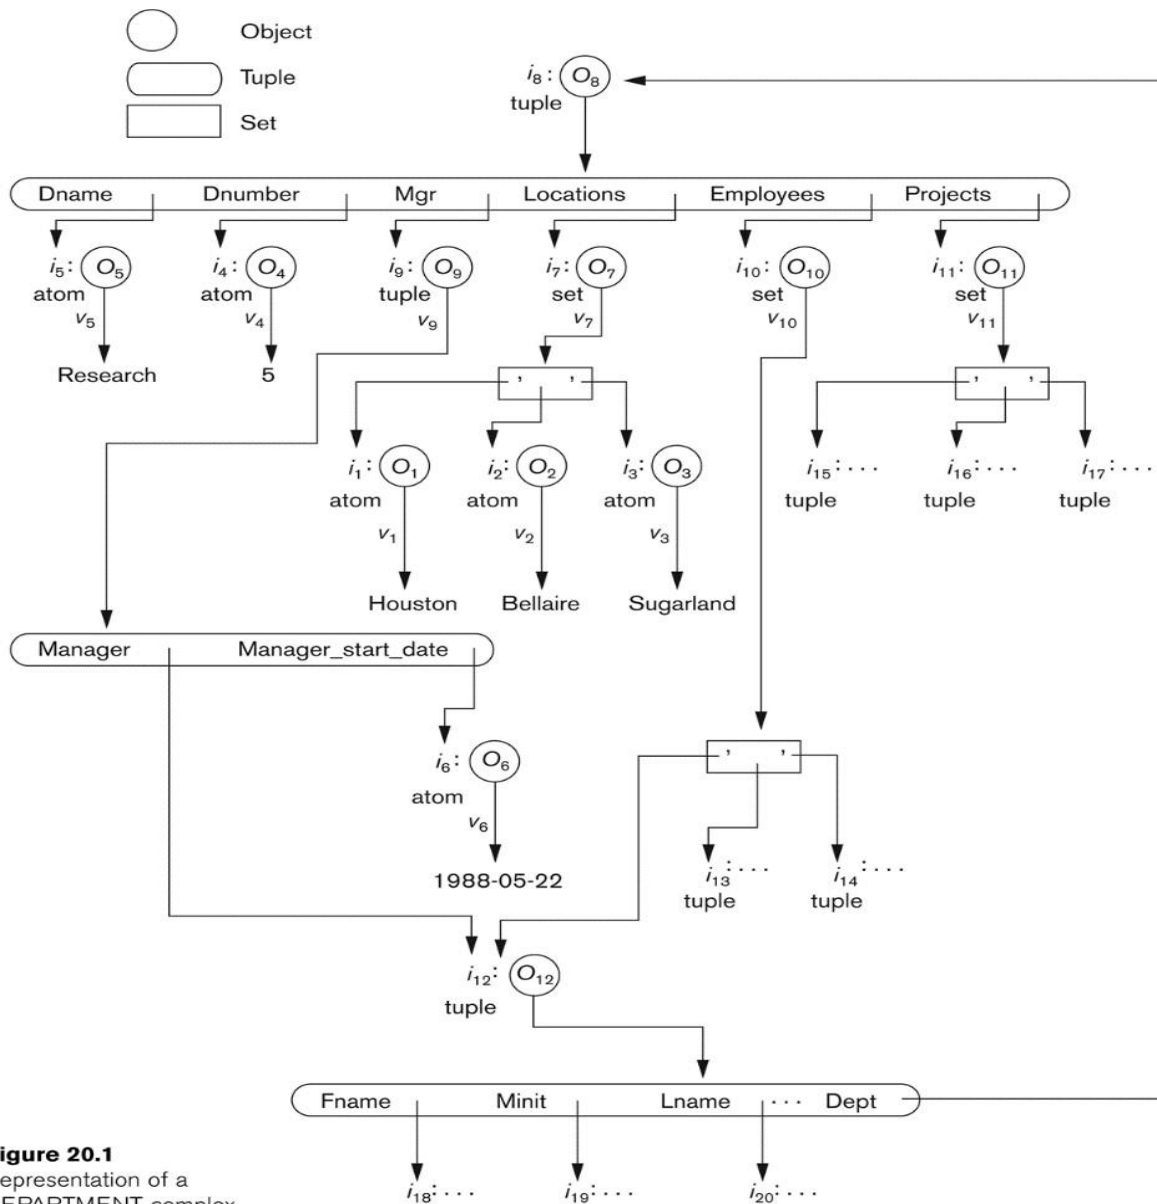 Object
Tuple
Set
i8: O8
tuple
Dname Dnumber Mgr Locations Employees Projects
i5: O5 i4: O4 i9: O9 i7: O7 i10: O10 i11: O11
atom atom tuple set set set
v5 v4 v9 v7 v10 v11
Research 5
, , , ,
i1: O1 i2: O2 i3: O3 i15: ... i16: ... i17: ...
atom atom atom tuple tuple tuple
v1 v2 v3
Houston Bellaire Sugarland
Manager Manager_start_date
, ,
i6: O6
atom
v6
1988-05-22
i13: ... i14: ...
tuple tuple
i12: O12
tuple
Fname Minit Lname ... Dept
igure 20.1
epresentation of a
EPARTMENT complex
i18: ... i19: ... i20: ...